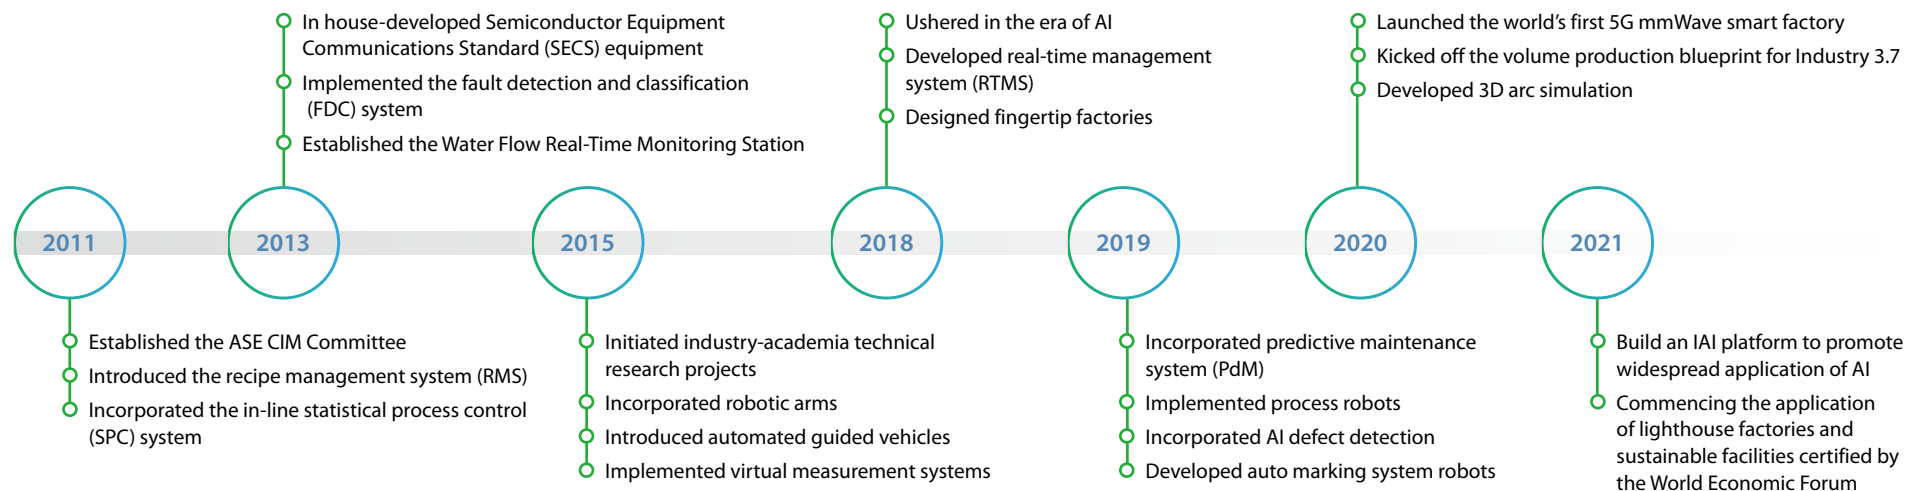 In house-developed Semiconductor Equipment
Communications Standard (SECS) equipment
Implemented the fault detection and classification
(FDC) system
Established the Water Flow Real-Time Monitoring Station
Ushered in the era of AI
Developed real-time management
system (RTMS)
Designed fingertip factories
Launched the world’s first 5G mmWave smart factory
Kicked off the volume production blueprint for Industry 3.7
Developed 3D arc simulation
2011
2013
2015
2018
2019
2020
2021
Established the ASE CIM Committee
Introduced the recipe management system (RMS)
Incorporated the in-line statistical process control
(SPC) system
Initiated industry-academia technical
research projects
Incorporated robotic arms
Introduced automated guided vehicles
Implemented virtual measurement systems
Incorporated predictive maintenance
system (PdM)
Implemented process robots
Incorporated AI defect detection
Developed auto marking system robots
Build an IAI platform to promote
widespread application of AI
Commencing the application
of lighthouse factories and
sustainable facilities certified by
the World Economic Forum